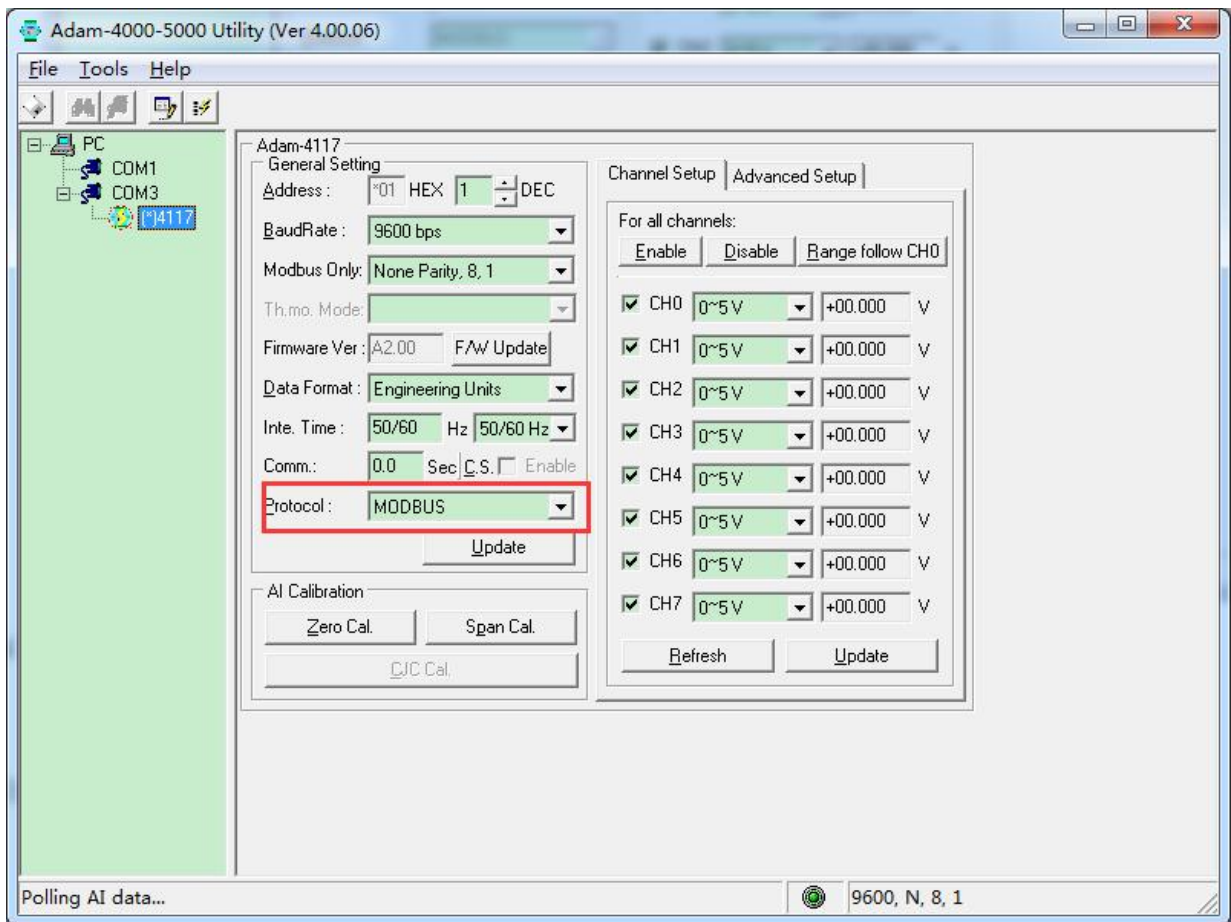 Adam-4000-5000 Utility (Ver 4.00.06)
File Tools Help
PC
COM1
COM3
(*)4117
Adam-4117
General Setting
Address : *01 HEX 1 DEC
BaudRate : 9600 bps
Modbus Only: None Parity, 8, 1
Th.mo. Mode:
Firmware Ver : A2.00 F/W Update
Data Format : Engineering Units
Inte. Time : 50/60 Hz 50/60 Hz
Comm.: 0.0 Sec C.S. Enable
Protocol : MODBUS
Update
AI Calibration
Zero Cal. Span Cal.
CJC Cal.
Channel Setup Advanced Setup
For all channels:
Enable Disable Range follow CH0
CH0 0~5 V +00.000 V
CH1 0~5 V +00.000 V
CH2 0~5 V +00.000 V
CH3 0~5 V +00.000 V
CH4 0~5 V +00.000 V
CH5 0~5 V +00.000 V
CH6 0~5 V +00.000 V
CH7 0~5 V +00.000 V
Refresh Update
Polling AI data... 9600, N, 8, 1